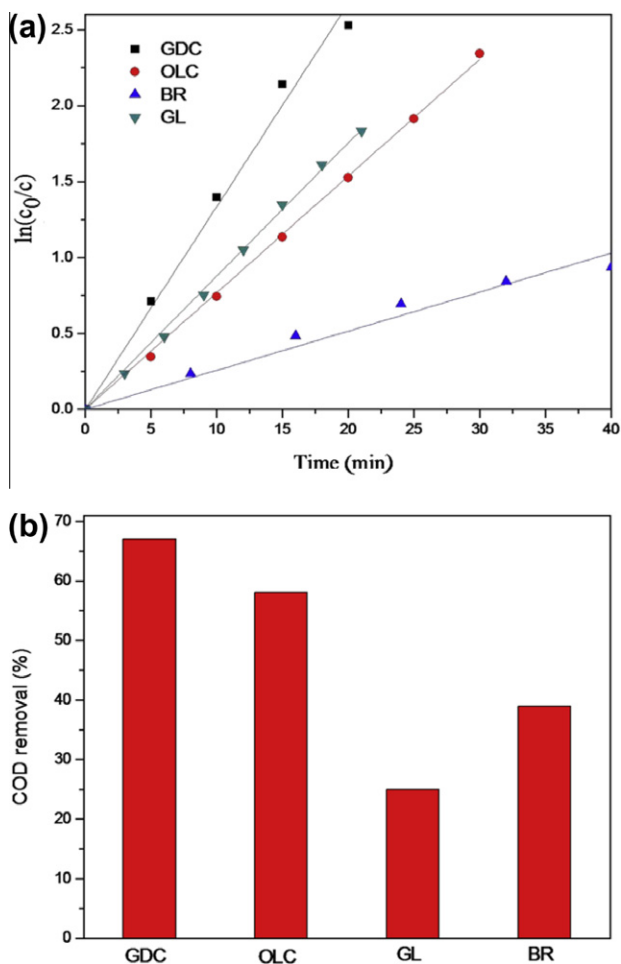 (a)
2.5
2.0
1.5
1.0
0.5
0.0
ln(c₀/c)
GDC
OLC
BR
GL
0 5 10 15 20 25 30 35 40
Time (min)
(b)
70
60
50
40
30
20
10
0
COD removal (%)
GDC OLC GL BR